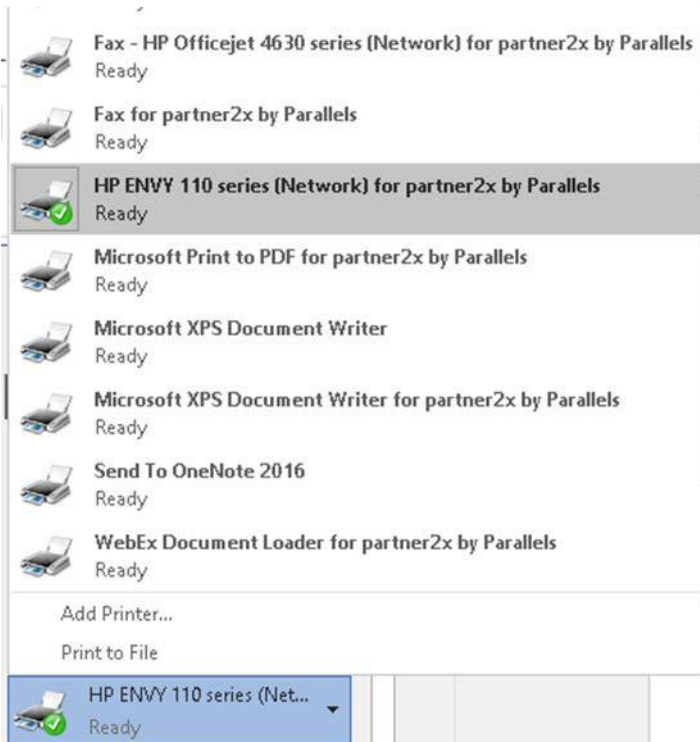 Fax - HP Officejet 4630 series (Network) for partner2x by Parallels
Ready
Fax for partner2x by Parallels
Ready
HP ENVY 110 series (Network) for partner2x by Parallels
Ready
Microsoft Print to PDF for partner2x by Parallels
Ready
Microsoft XPS Document Writer
Ready
Microsoft XPS Document Writer for partner2x by Parallels
Ready
Send To OneNote 2016
Ready
WebEx Document Loader for partner2x by Parallels
Ready
Add Printer...
Print to File
HP ENVY 110 series (Net...
Ready